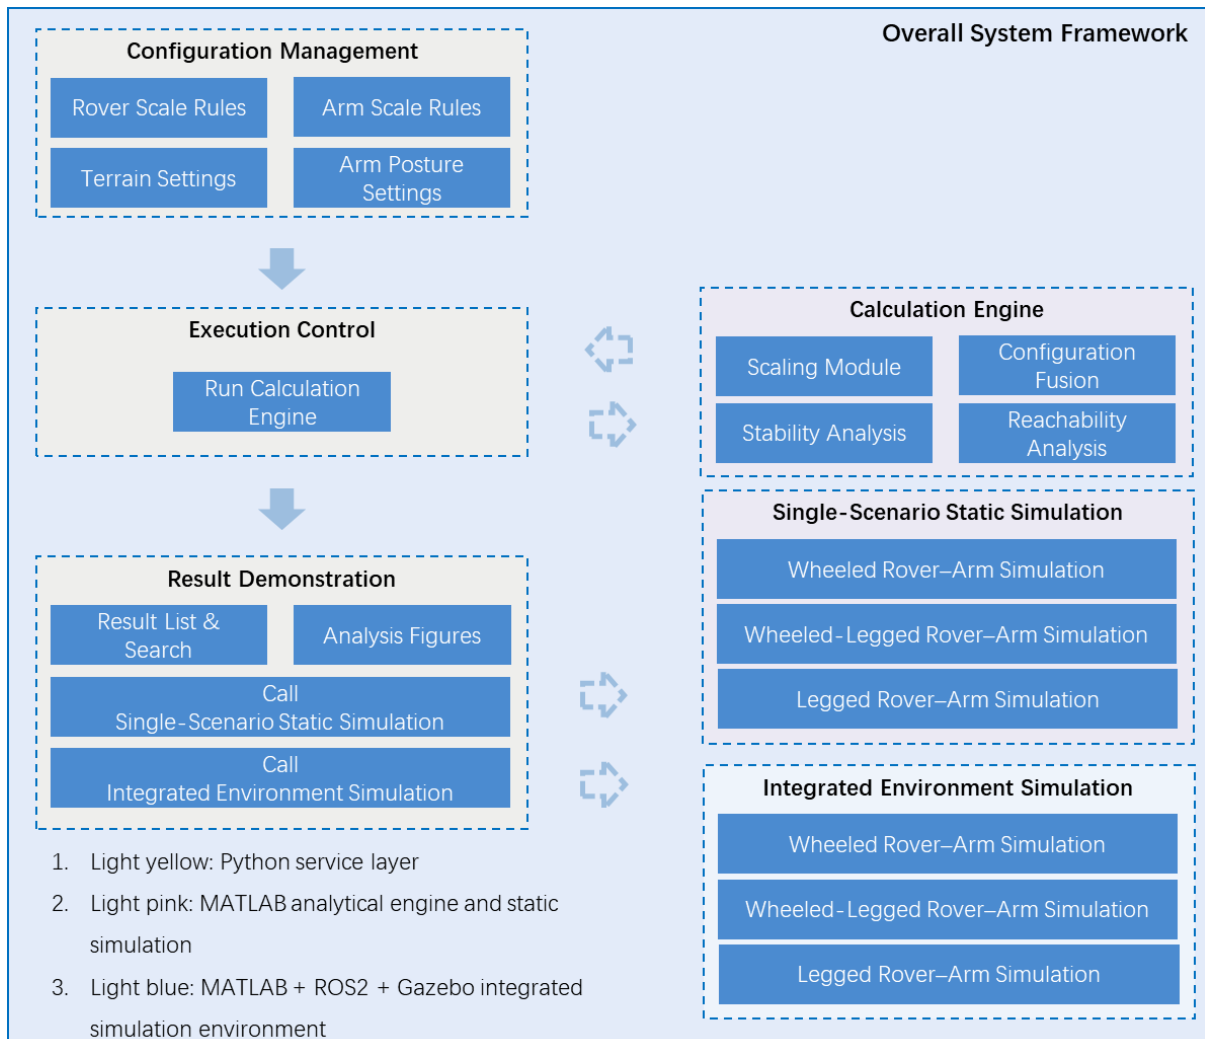 Overall System Framework
Configuration Management
Rover Scale Rules
Arm Scale Rules
Terrain Settings
Arm Posture
Settings
Execution Control
Run Calculation
Engine
Calculation Engine
Scaling Module
Configuration
Fusion
Stability Analysis
Reachability
Analysis
Single-Scenario Static Simulation
Wheeled Rover–Arm Simulation
Wheeled-Legged Rover–Arm Simulation
Legged Rover–Arm Simulation
Result Demonstration
Result List &
Search
Analysis Figures
Call
Single-Scenario Static Simulation
Call
Integrated Environment Simulation
Integrated Environment Simulation
Wheeled Rover–Arm Simulation
Wheeled-Legged Rover–Arm Simulation
Legged Rover–Arm Simulation
1. Light yellow: Python service layer
2. Light pink: MATLAB analytical engine and static
simulation
3. Light blue: MATLAB + ROS2 + Gazebo integrated
simulation environment